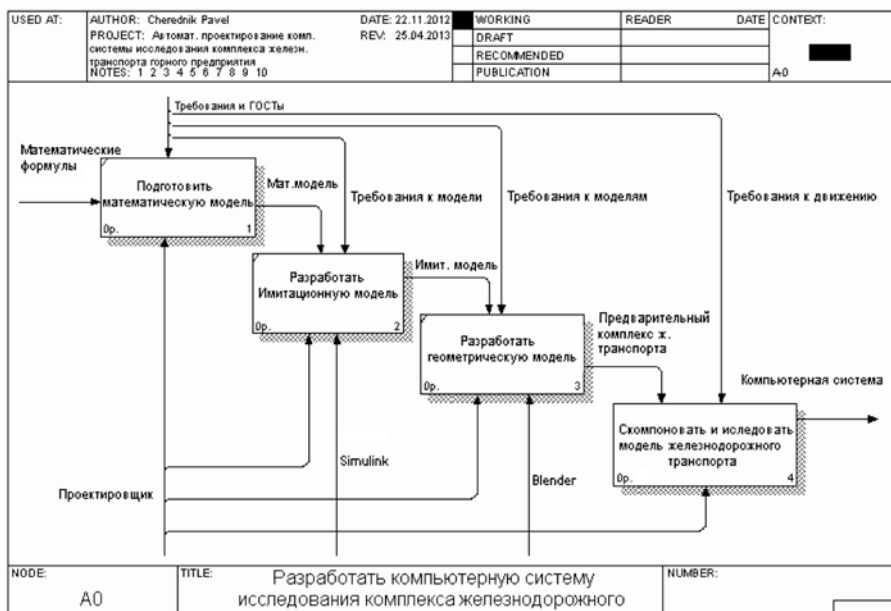 USED AT:
AUTHOR: Cherednik Pavel
DATE: 22.11.2012
WORKING
READER
DATE
CONTEXT:
PROJECT: Автомат. проектирование комп.
REV: 25.04.2013
DRAFT
системы исследования комплекса железн.
RECOMMENDED
транспорта горного предприятия
NOTES: 1 2 3 4 5 6 7 8 9 10
PUBLICATION
A-0
Требования и ГОСТы
Математические
формулы
Подготовить
математическую модель
0р.
1
Мат.модель
Требования к модели
Требования к моделям
Требования к движению
Разработать
Имитационную модель
0р.
2
Имит. модель
Разработать
геометрическую модель
0р.
3
Предварительный
комплекс ж.
транспорта
Компьютерная система
Скомпоновать и иследовать
модель железнодорожного
транспорта
0р.
4
Simulink
Blender
Проектировщик
NODE:
TITLE:
NUMBER:
A0
Разработать компьютерную систему
исследования комплекса железнодорожного